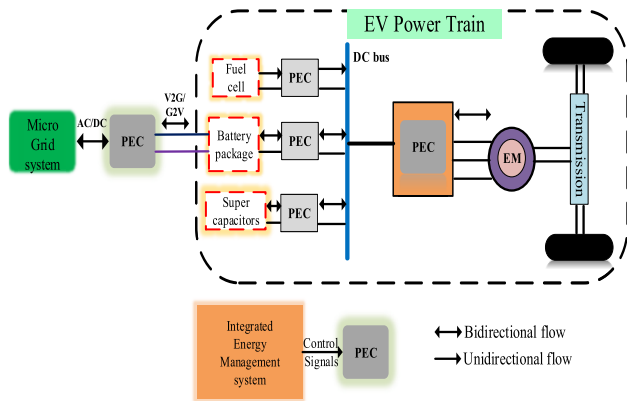 EV Power Train
DC bus
Fuel
cell
PEC
V2G/
G2V
AC/DC
Micro
Grid system
PEC
Battery
package
PEC
PEC
EM
Transmission
Super
capacitors
PEC
Integrated
Energy
Management
system
Control
Signals
PEC
Bidirectional flow
Unidirectional flow